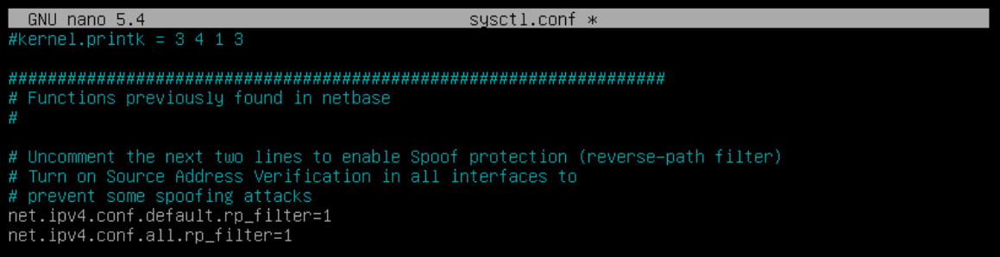 GNU nano 5.4 sysctl.conf *
#kernel.printk = 3 4 1 3
###################################################################
# Functions previously found in netbase
#
# Uncomment the next two lines to enable Spoof protection (reverse-path filter)
# Turn on Source Address Verification in all interfaces to
# prevent some spoofing attacks
net.ipv4.conf.default.rp_filter=1
net.ipv4.conf.all.rp_filter=1